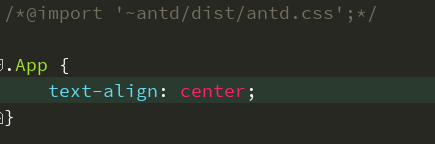 /*@import '~antd/dist/antd.css';*/
.App {
    text-align: center;
}